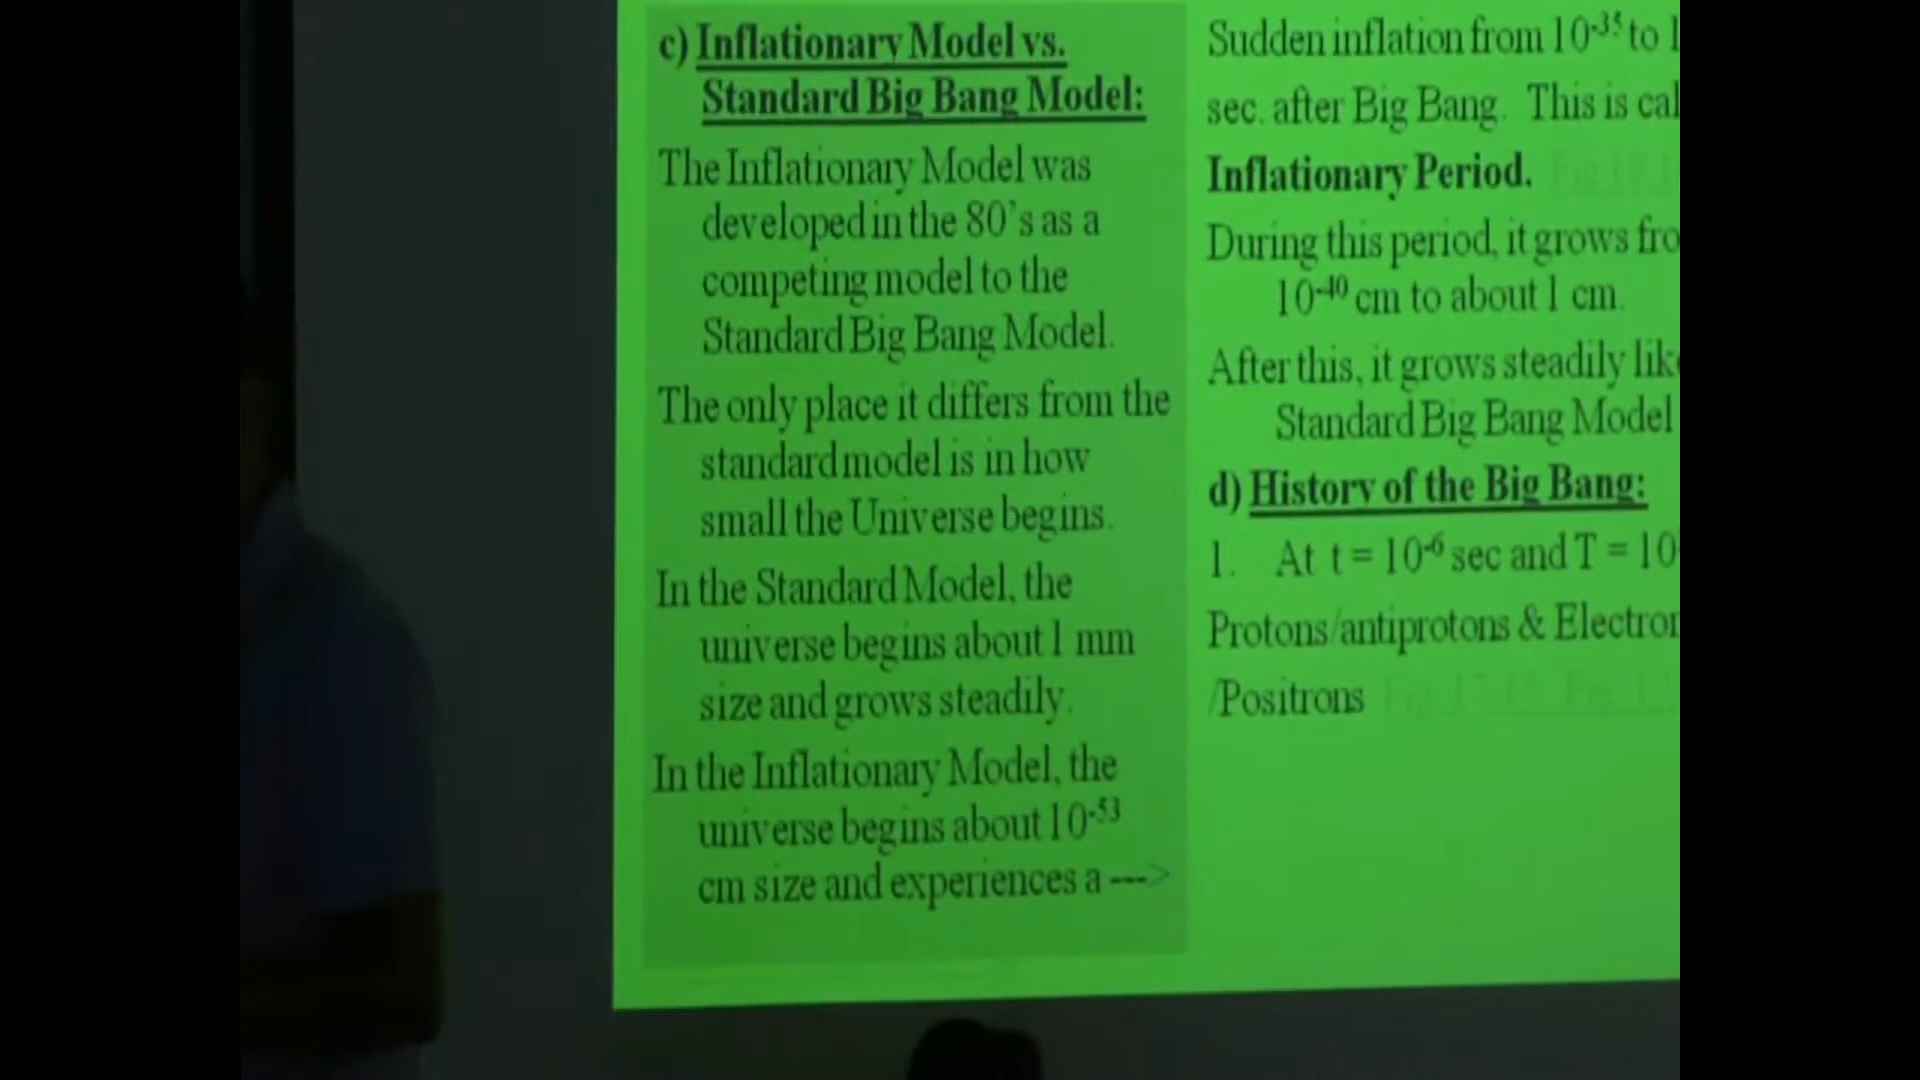 c) Inflationary Model vs.
Standard Big Bang Model:
The Inflationary Model was
developed in the 80's as a
competing model to the
Standard Big Bang Model.
The only place it differs from the
standard model is in how
small the Universe begins.
In the Standard Model, the
universe begins about 1 mm
size and grows steadily.
In the Inflationary Model, the
universe begins about 10-53
cm size and experiences a --->
Sudden inflation from 10-35 to 1
sec. after Big Bang. This is cal
Inflationary Period.
During this period, it grows fro
10-40 cm to about 1 cm.
After this, it grows steadily lik
Standard Big Bang Model
d) History of the Big Bang:
1. At t = 10-6 sec and T = 10
Protons/antiprotons & Electron
/Positrons